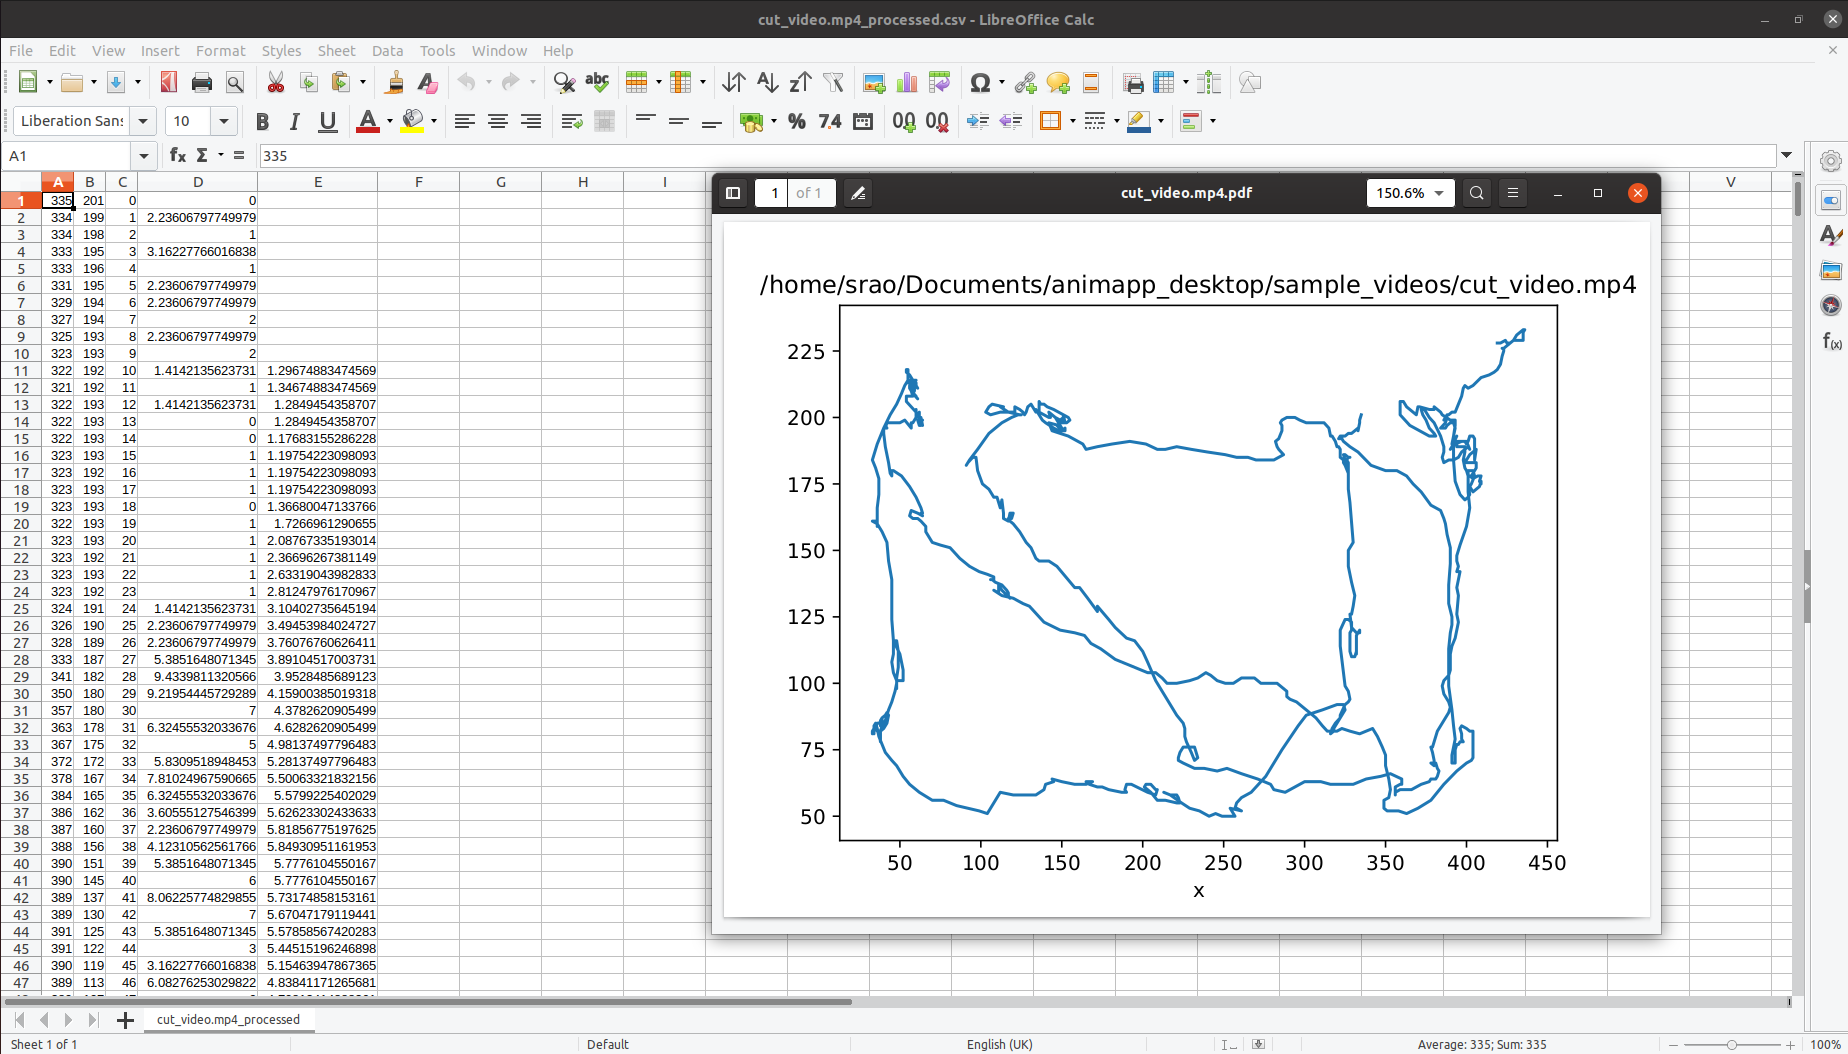 cut_video.mp4_processed.csv - LibreOffice Calc
File Edit View Insert Format Styles Sheet Data Tools Window Help
Liberation Sans 10
A1 335
A B C D E F G H I V
1 335 201 0 0
2 334 199 1 2.23606797749979
3 334 198 2 1
4 333 195 3 3.16227766016838
5 333 196 4 1
6 331 195 5 2.23606797749979
7 329 194 6 2.23606797749979
8 327 194 7 2
9 325 193 8 2.23606797749979
10 323 193 9 2
11 322 192 10 1.4142135623731 1.29674883474569
12 321 192 11 1 1.34674883474569
13 322 193 12 1.4142135623731 1.2849454358707
14 322 193 13 0 1.2849454358707
15 322 193 14 0 1.17683155286228
16 323 193 15 1 1.19754223098093
17 323 192 16 1 1.19754223098093
18 323 193 17 1 1.19754223098093
19 323 193 18 0 1.36680047133766
20 322 193 19 1 1.7266961290655
21 323 193 20 1 2.08767335193014
22 323 192 21 1 2.36696267381149
23 323 193 22 1 2.63319043982833
24 323 192 23 1 2.81247976170967
25 324 191 24 1.4142135623731 3.10402735645194
26 326 190 25 2.23606797749979 3.49453984024727
27 328 189 26 2.23606797749979 3.76076760626411
28 333 187 27 5.3851648071345 3.89104517003731
29 341 182 28 9.4339811320566 3.9528485689123
30 350 180 29 9.21954445729289 4.15900385019318
31 357 180 30 7 4.3782620905499
32 363 178 31 6.32455532033676 4.6282620905499
33 367 175 32 5 4.98137497796483
34 372 172 33 5.8309518948453 5.28137497796483
35 378 167 34 7.81024967590665 5.50063321832156
36 384 165 35 6.32455532033676 5.5799225402029
37 386 162 36 3.60555127546399 5.62623302433633
38 387 160 37 2.23606797749979 5.81856775197625
39 388 156 38 4.12310562561766 5.84930951161953
40 390 151 39 5.3851648071345 5.7776104550167
41 390 145 40 6 5.7776104550167
42 389 137 41 8.06225774829855 5.73174858153161
43 389 130 42 7 5.67047179119441
44 391 125 43 5.3851648071345 5.57858567420283
45 391 122 44 3 5.44515196246898
46 390 119 45 3.16227766016838 5.15463947867365
47 389 113 46 6.08276253029822 4.83841171265681
1 of 1 cut_video.mp4.pdf 150.6%
/home/srao/Documents/animapp_desktop/sample_videos/cut_video.mp4
225
200
175
150
125
100
75
50
50 100 150 200 250 300 350 400 450
x
cut_video.mp4_processed
Sheet 1 of 1 Default English (UK) Average: 335; Sum: 335 100%